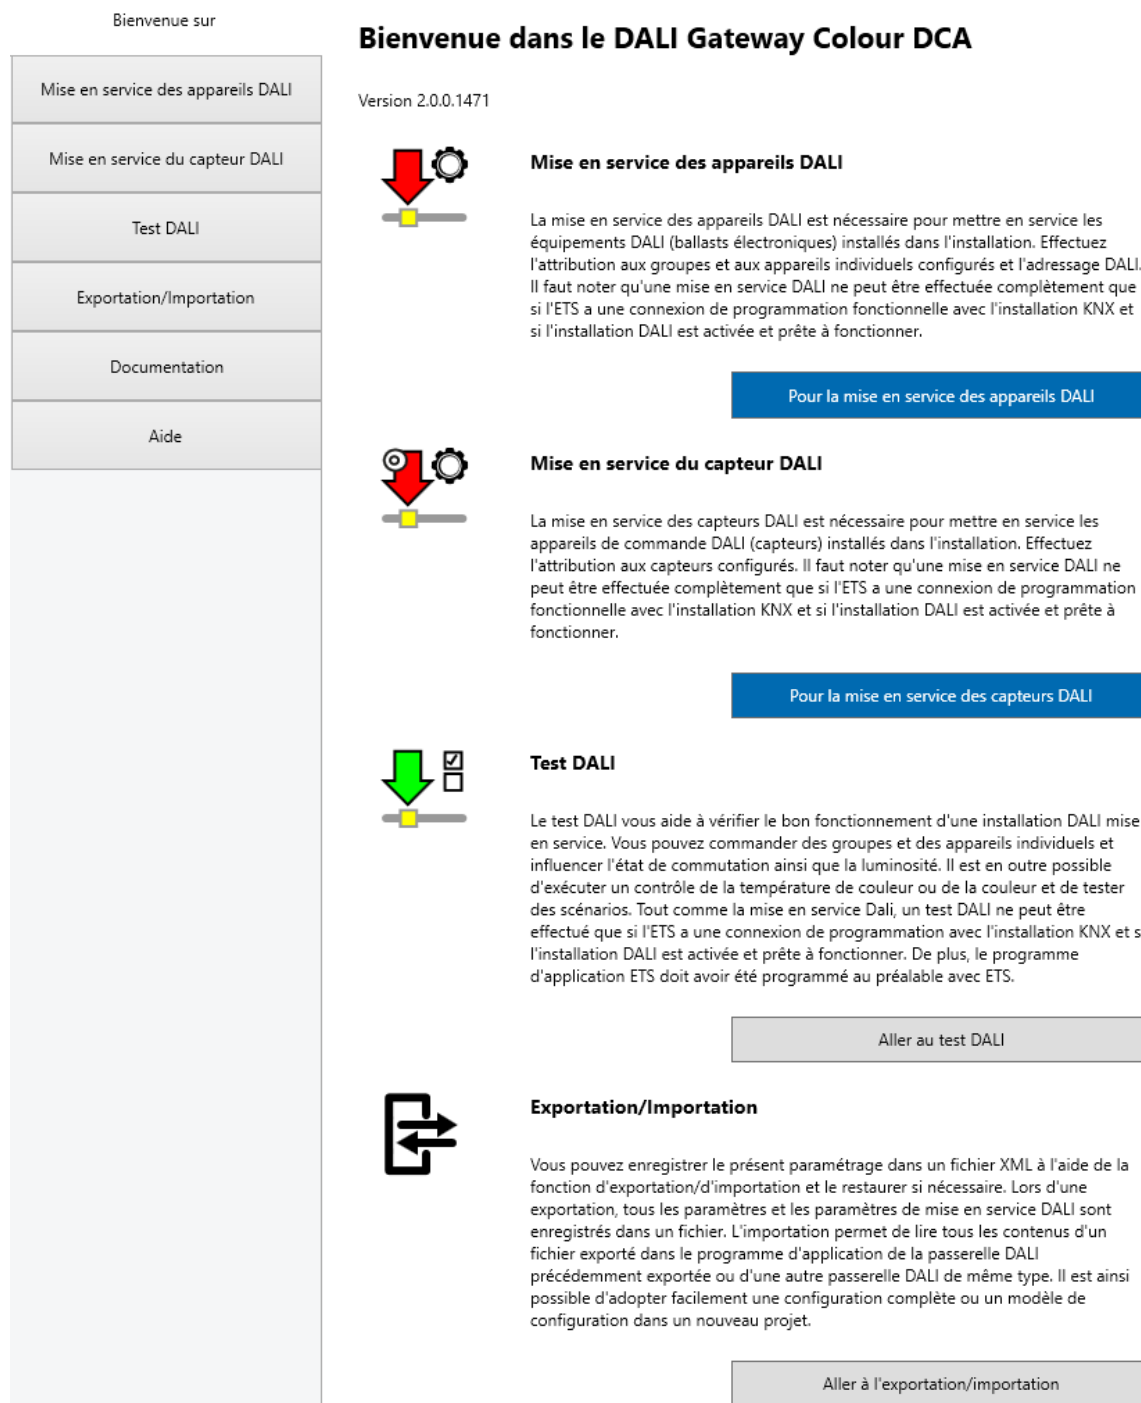 Bienvenue sur
Mise en service des appareils DALI
Mise en service du capteur DALI
Test DALI
Exportation/Importation
Documentation
Aide
Bienvenue dans le DALI Gateway Colour DCA
Version 2.0.0.1471
Mise en service des appareils DALI
La mise en service des appareils DALI est nécessaire pour mettre en service les
équipements DALI (ballasts électroniques) installés dans l'installation. Effectuez
l'attribution aux groupes et aux appareils individuels configurés et l'adressage DALI.
Il faut noter qu'une mise en service DALI ne peut être effectuée complètement que
si l'ETS a une connexion de programmation fonctionnelle avec l'installation KNX et
si l'installation DALI est activée et prête à fonctionner.
Pour la mise en service des appareils DALI
Mise en service du capteur DALI
La mise en service des capteurs DALI est nécessaire pour mettre en service les
appareils de commande DALI (capteurs) installés dans l'installation. Effectuez
l'attribution aux capteurs configurés. Il faut noter qu'une mise en service DALI ne
peut être effectuée complètement que si l'ETS a une connexion de programmation
fonctionnelle avec l'installation KNX et si l'installation DALI est activée et prête à
fonctionner.
Pour la mise en service des capteurs DALI
Test DALI
Le test DALI vous aide à vérifier le bon fonctionnement d'une installation DALI mise
en service. Vous pouvez commander des groupes et des appareils individuels et
influencer l'état de commutation ainsi que la luminosité. Il est en outre possible
d'exécuter un contrôle de la température de couleur ou de la couleur et de tester
des scénarios. Tout comme la mise en service Dali, un test DALI ne peut être
effectué que si l'ETS a une connexion de programmation avec l'installation KNX et s
l'installation DALI est activée et prête à fonctionner. De plus, le programme
d'application ETS doit avoir été programmé au préalable avec ETS.
Aller au test DALI
Exportation/Importation
Vous pouvez enregistrer le présent paramétrage dans un fichier XML à l'aide de la
fonction d'exportation/d'importation et le restaurer si nécessaire. Lors d'une
exportation, tous les paramètres et les paramètres de mise en service DALI sont
enregistrés dans un fichier. L'importation permet de lire tous les contenus d'un
fichier exporté dans le programme d'application de la passerelle DALI
précédemment exportée ou d'une autre passerelle DALI de même type. Il est ainsi
possible d'adopter facilement une configuration complète ou un modèle de
configuration dans un nouveau projet.
Aller à l'exportation/importation